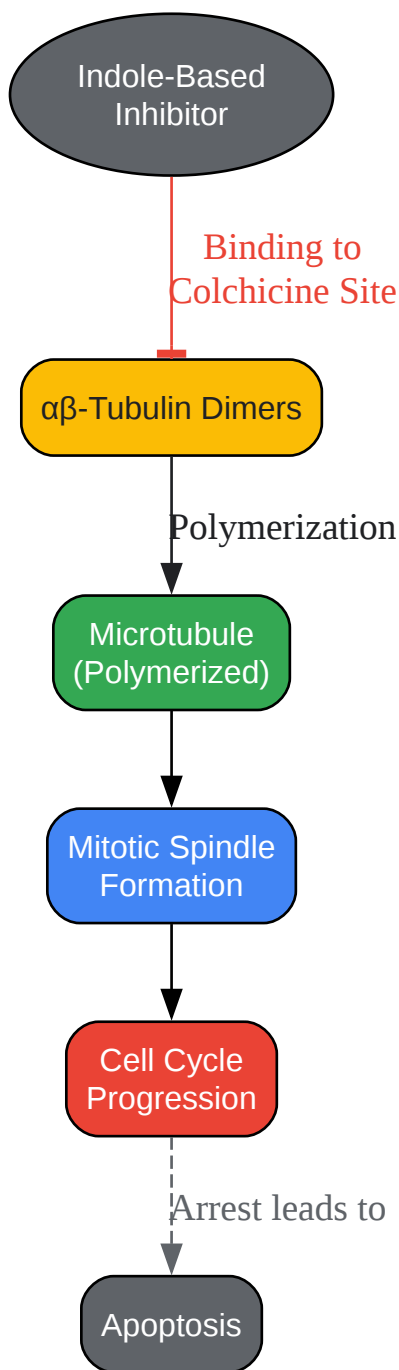 Indole-Based
Inhibitor
Binding to
Colchicine Site
αβ-Tubulin Dimers
Polymerization
Microtubule
(Polymerized)
Mitotic Spindle
Formation
Cell Cycle
Progression
Arrest leads to
Apoptosis